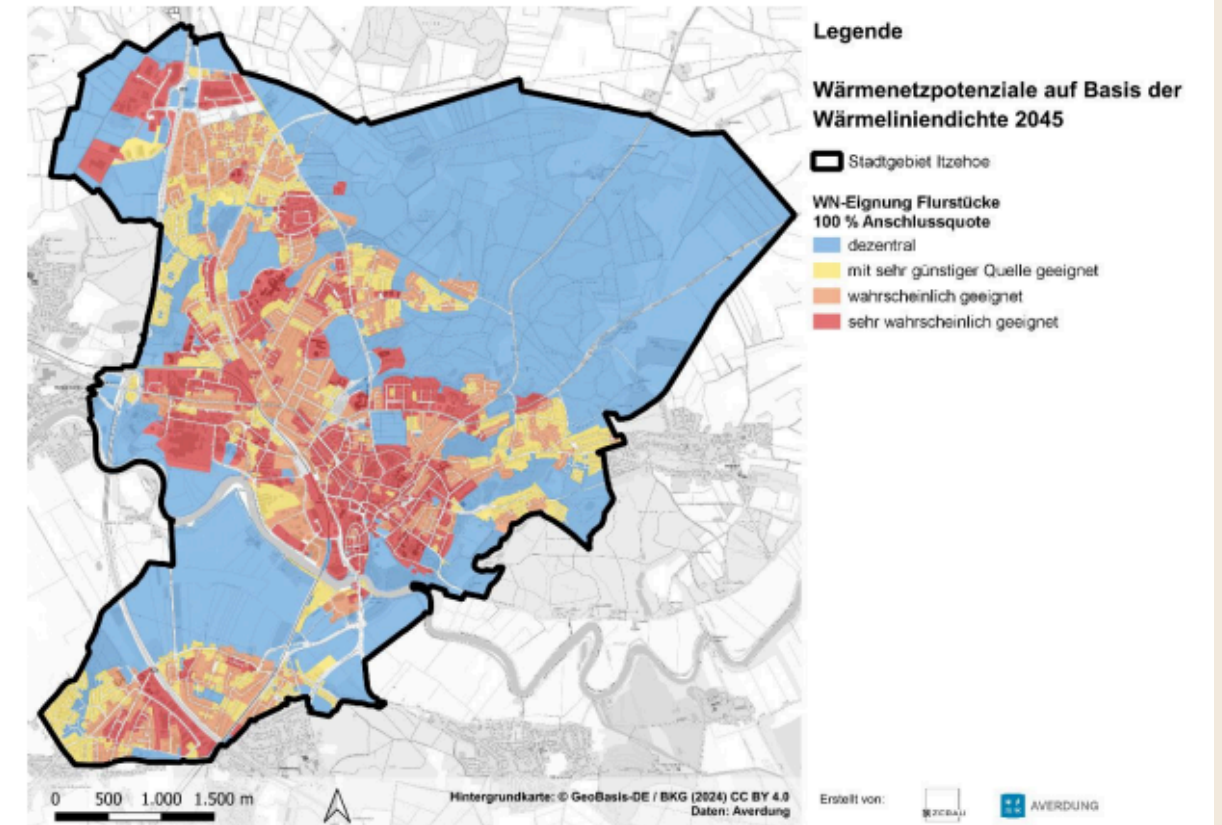 Legende
Wärmenetzpotenziale auf Basis der
Wärmeliniendichte 2045
Stadtgebiet Itzehoe
WN-Eignung Flurstücke
100 % Anschlussquote
dezentral
mit sehr günstiger Quelle geeignet
wahrscheinlich geeignet
sehr wahrscheinlich geeignet
0 500 1.000 1.500 m
Hintergrundkarte: © GeoBasis-DE / BKG (2024) CC BY 4.0
Daten: Averdung
Erstellt von:
AVERDUNG